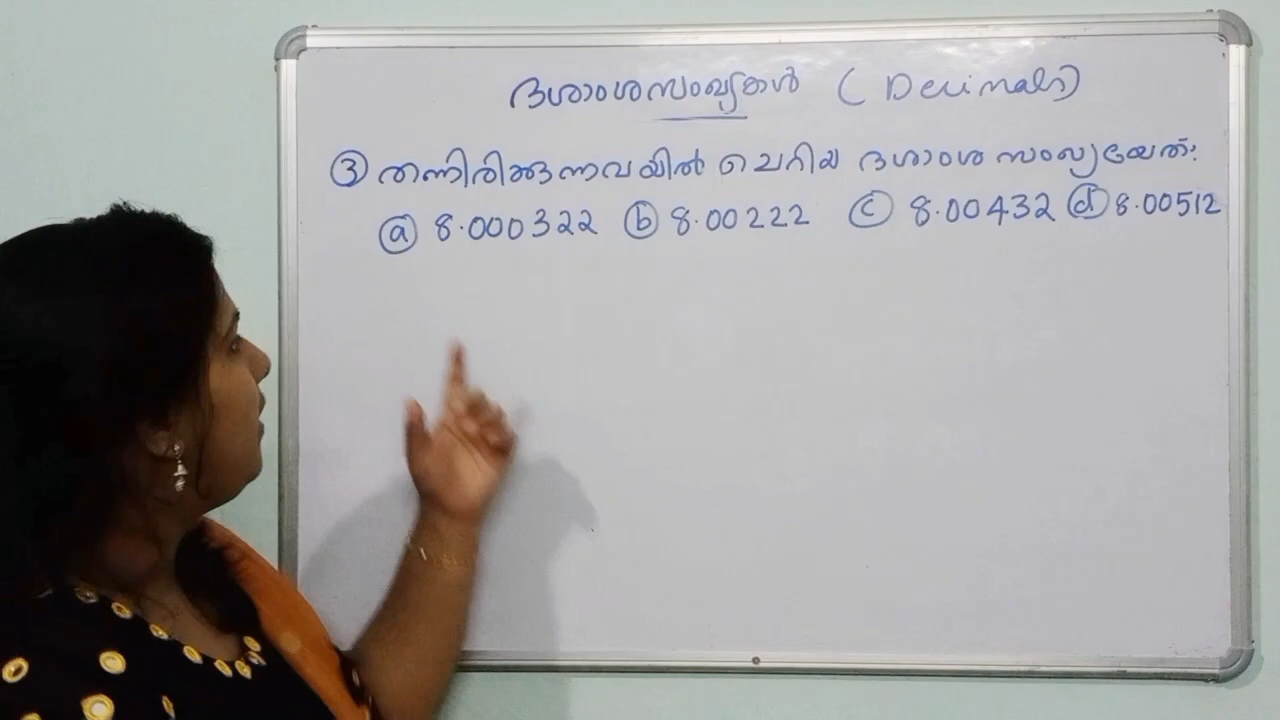 ദശാംശസംഖ്യകൾ (Decimals)
③ തന്നിരിക്കുന്നവയിൽ ചെറിയ ദശാംശ സംഖ്യയേത്?
ⓐ 8.000322 ⓑ 8.00222 ⓒ 8.00432 ⓓ 8.00512